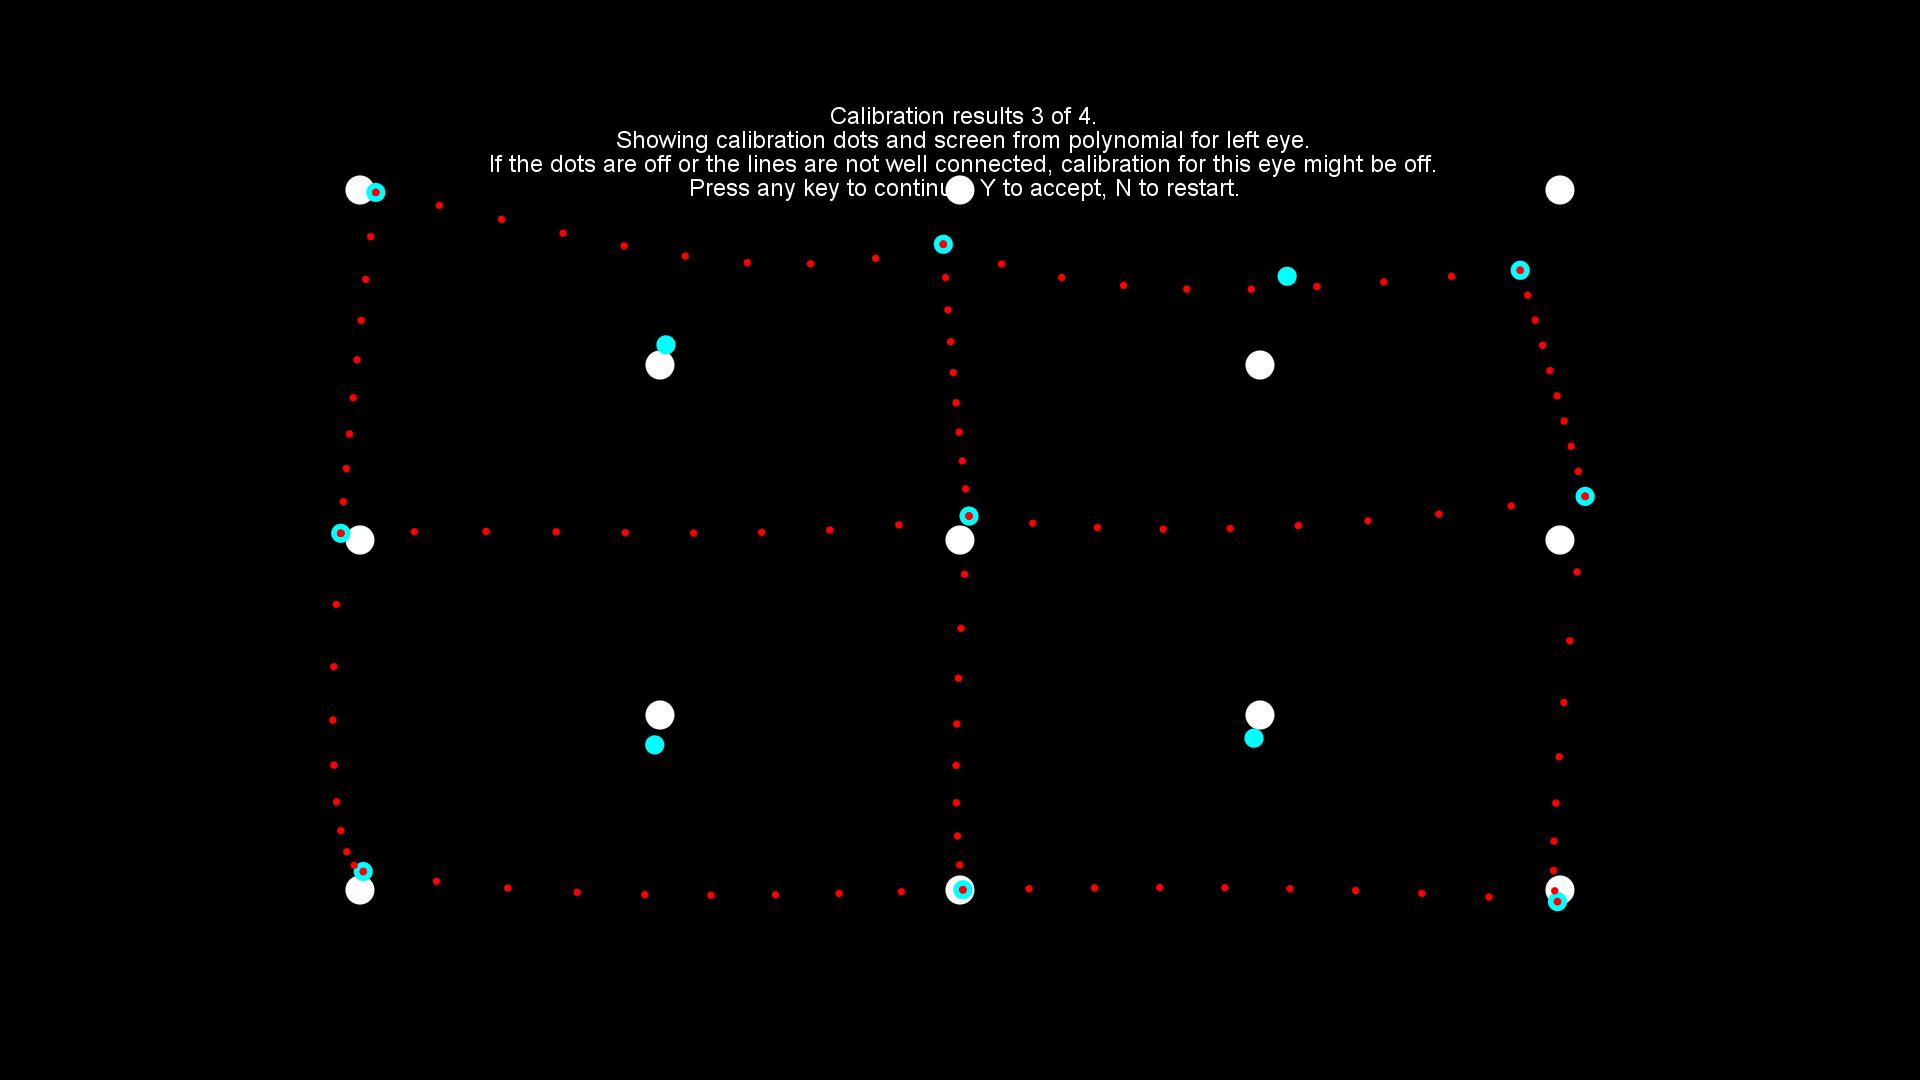 Calibration results 3 of 4.
Showing calibration dots and screen from polynomial for left eye.
If the dots are off or the lines are not well connected, calibration for this eye might be off.
Press any key to continu Y to accept, N to restart.